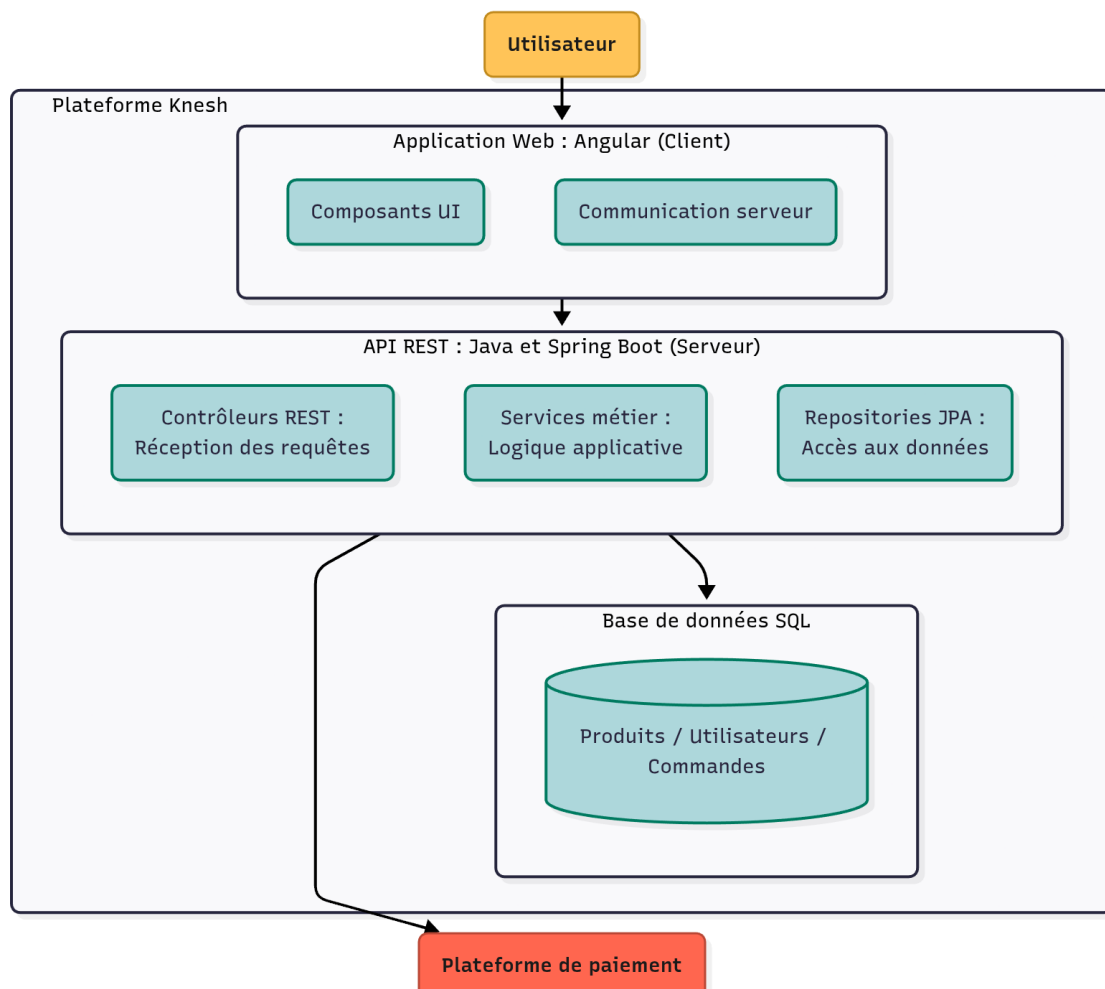 Utilisateur
Plateforme Knesh
Application Web : Angular (Client)
Composants UI
Communication serveur
API REST : Java et Spring Boot (Serveur)
Contrôleurs REST :
Réception des requêtes
Services métier :
Logique applicative
Repositories JPA :
Accès aux données
Base de données SQL
Produits / Utilisateurs /
Commandes
Plateforme de paiement